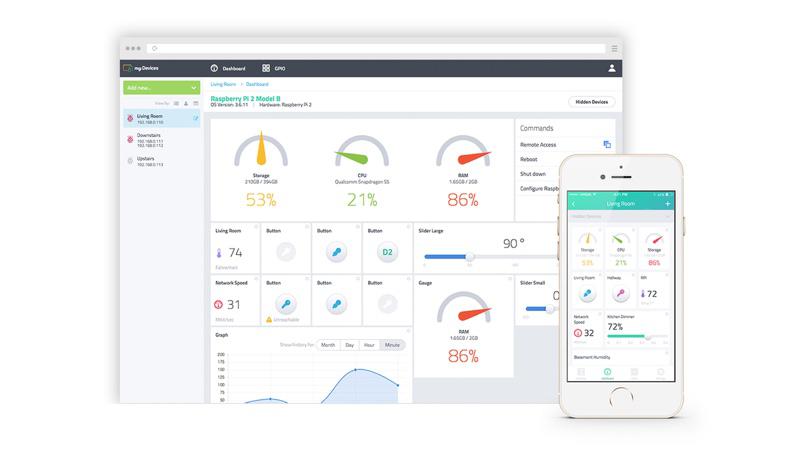 my Devices
Dashboard
GPIO
Add new...
View by:
Living Room
192.168.0.110
Downstairs
192.168.0.111
192.168.0.112
Upstairs
192.168.0.113
Living Room > Dashboard
Raspberry Pi 2 Model B
OS Version: 3.6.11 | Hardware: Raspberry Pi 2
Hidden Devices
Storage
210GB / 394GB
53%
CPU
Qualcomm Snapdragon S5
21%
RAM
1.65GB / 2GB
86%
Commands
Remote Access
Reboot
Shut down
Configure Raspb
Living Room
74
Fahrenheit
Button
Button
Button
D2
Slider Large
90 °
Network Speed
31
Button
Unreachable
Button
Button
Gauge
RAM
1.65GB / 2GB
86%
Slider Small
0
Graph
Show history for:
Month
Day
Hour
Minute
200
175
150
125
100
75
50
Living Room
Hidden Devices
Storage
53%
CPU
21%
Storage
86%
Living Room
Hallway
RPI
72
Network
Speed
32
Kitchen Dimmer
72%
Basement Humidity